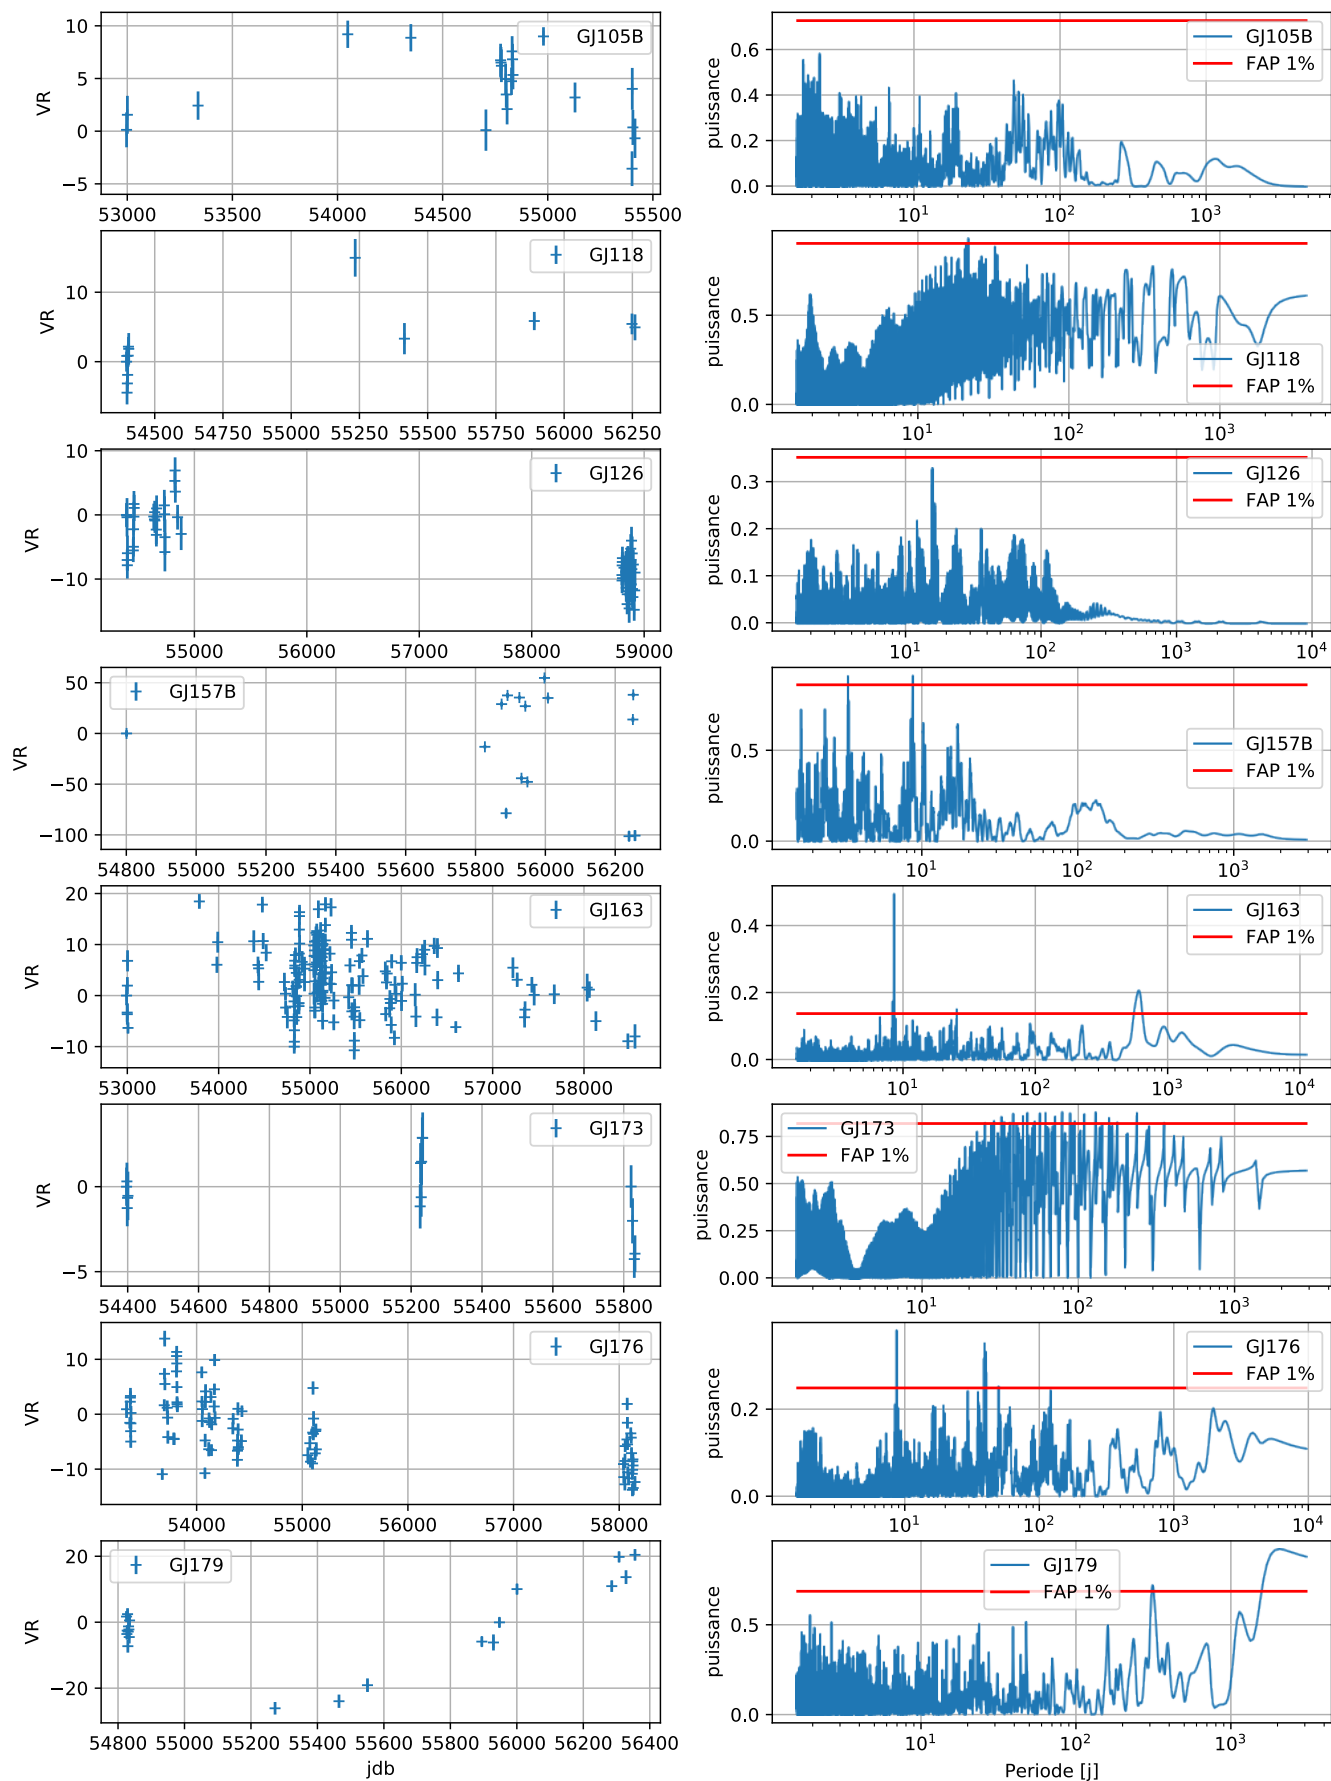 10
5
0
−5
VR
GJ105B
53000 53500 54000 54500 55000 55500
0.6
0.4
0.2
0.0
puissance
GJ105B
FAP 1%
10¹ 10² 10³
10
0
VR
GJ118
54500 54750 55000 55250 55500 55750 56000 56250
0.5
0.0
puissance
GJ118
FAP 1%
10¹ 10² 10³
10
0
−10
VR
GJ126
55000 56000 57000 58000 59000
0.3
0.2
0.1
0.0
puissance
GJ126
FAP 1%
10¹ 10² 10³ 10⁴
50
0
−50
−100
VR
GJ157B
54800 55000 55200 55400 55600 55800 56000 56200
0.5
0.0
puissance
GJ157B
FAP 1%
10¹ 10² 10³
20
10
0
−10
VR
GJ163
53000 54000 55000 56000 57000 58000
0.4
0.2
0.0
puissance
GJ163
FAP 1%
10¹ 10² 10³ 10⁴
0
−5
VR
GJ173
54400 54600 54800 55000 55200 55400 55600 55800
0.75
0.50
0.25
0.00
puissance
GJ173
FAP 1%
10¹ 10² 10³
10
0
−10
VR
GJ176
54000 55000 56000 57000 58000
0.2
0.0
puissance
GJ176
FAP 1%
10¹ 10² 10³ 10⁴
20
0
−20
VR
GJ179
54800 55000 55200 55400 55600 55800 56000 56200 56400
jdb
0.5
0.0
puissance
GJ179
FAP 1%
10¹ 10² 10³
Periode [j]